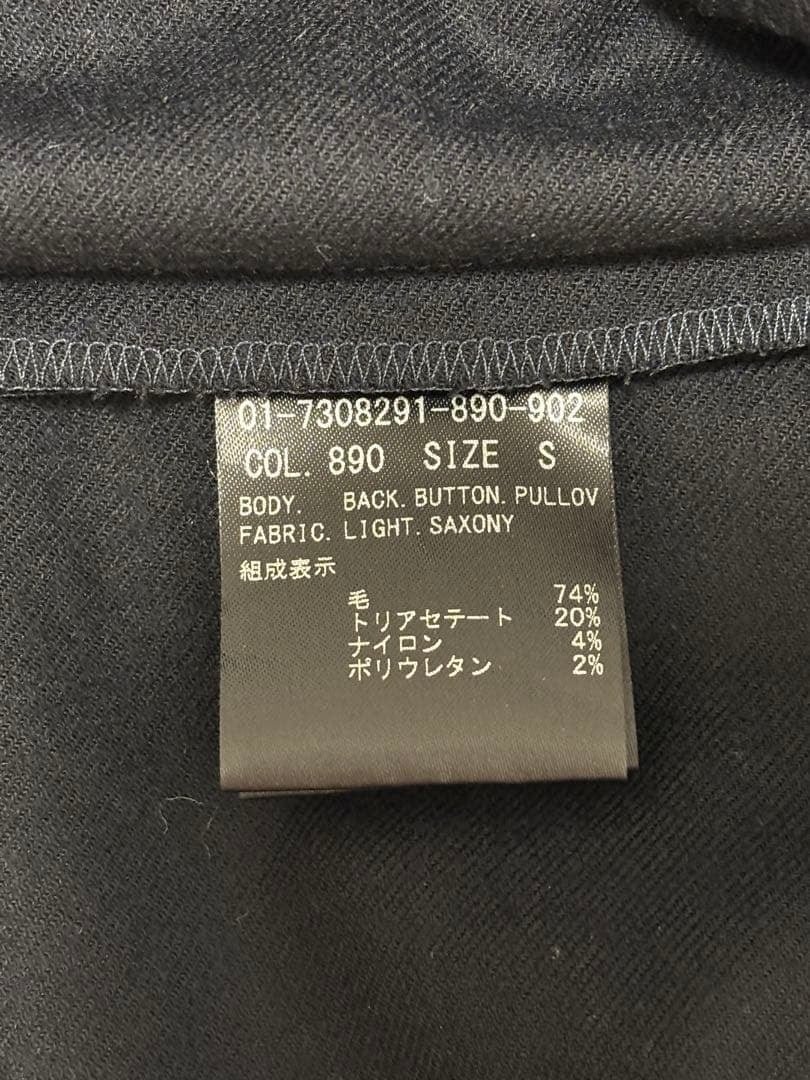 01-7308291-890-902
COL. 890 SIZE S
BODY. BACK. BUTTON. PULLOV
FABRIC. LIGHT. SAXONY
組成表示
毛 74%
トリアセテート 20%
ナイロン 4%
ポリウレタン 2%